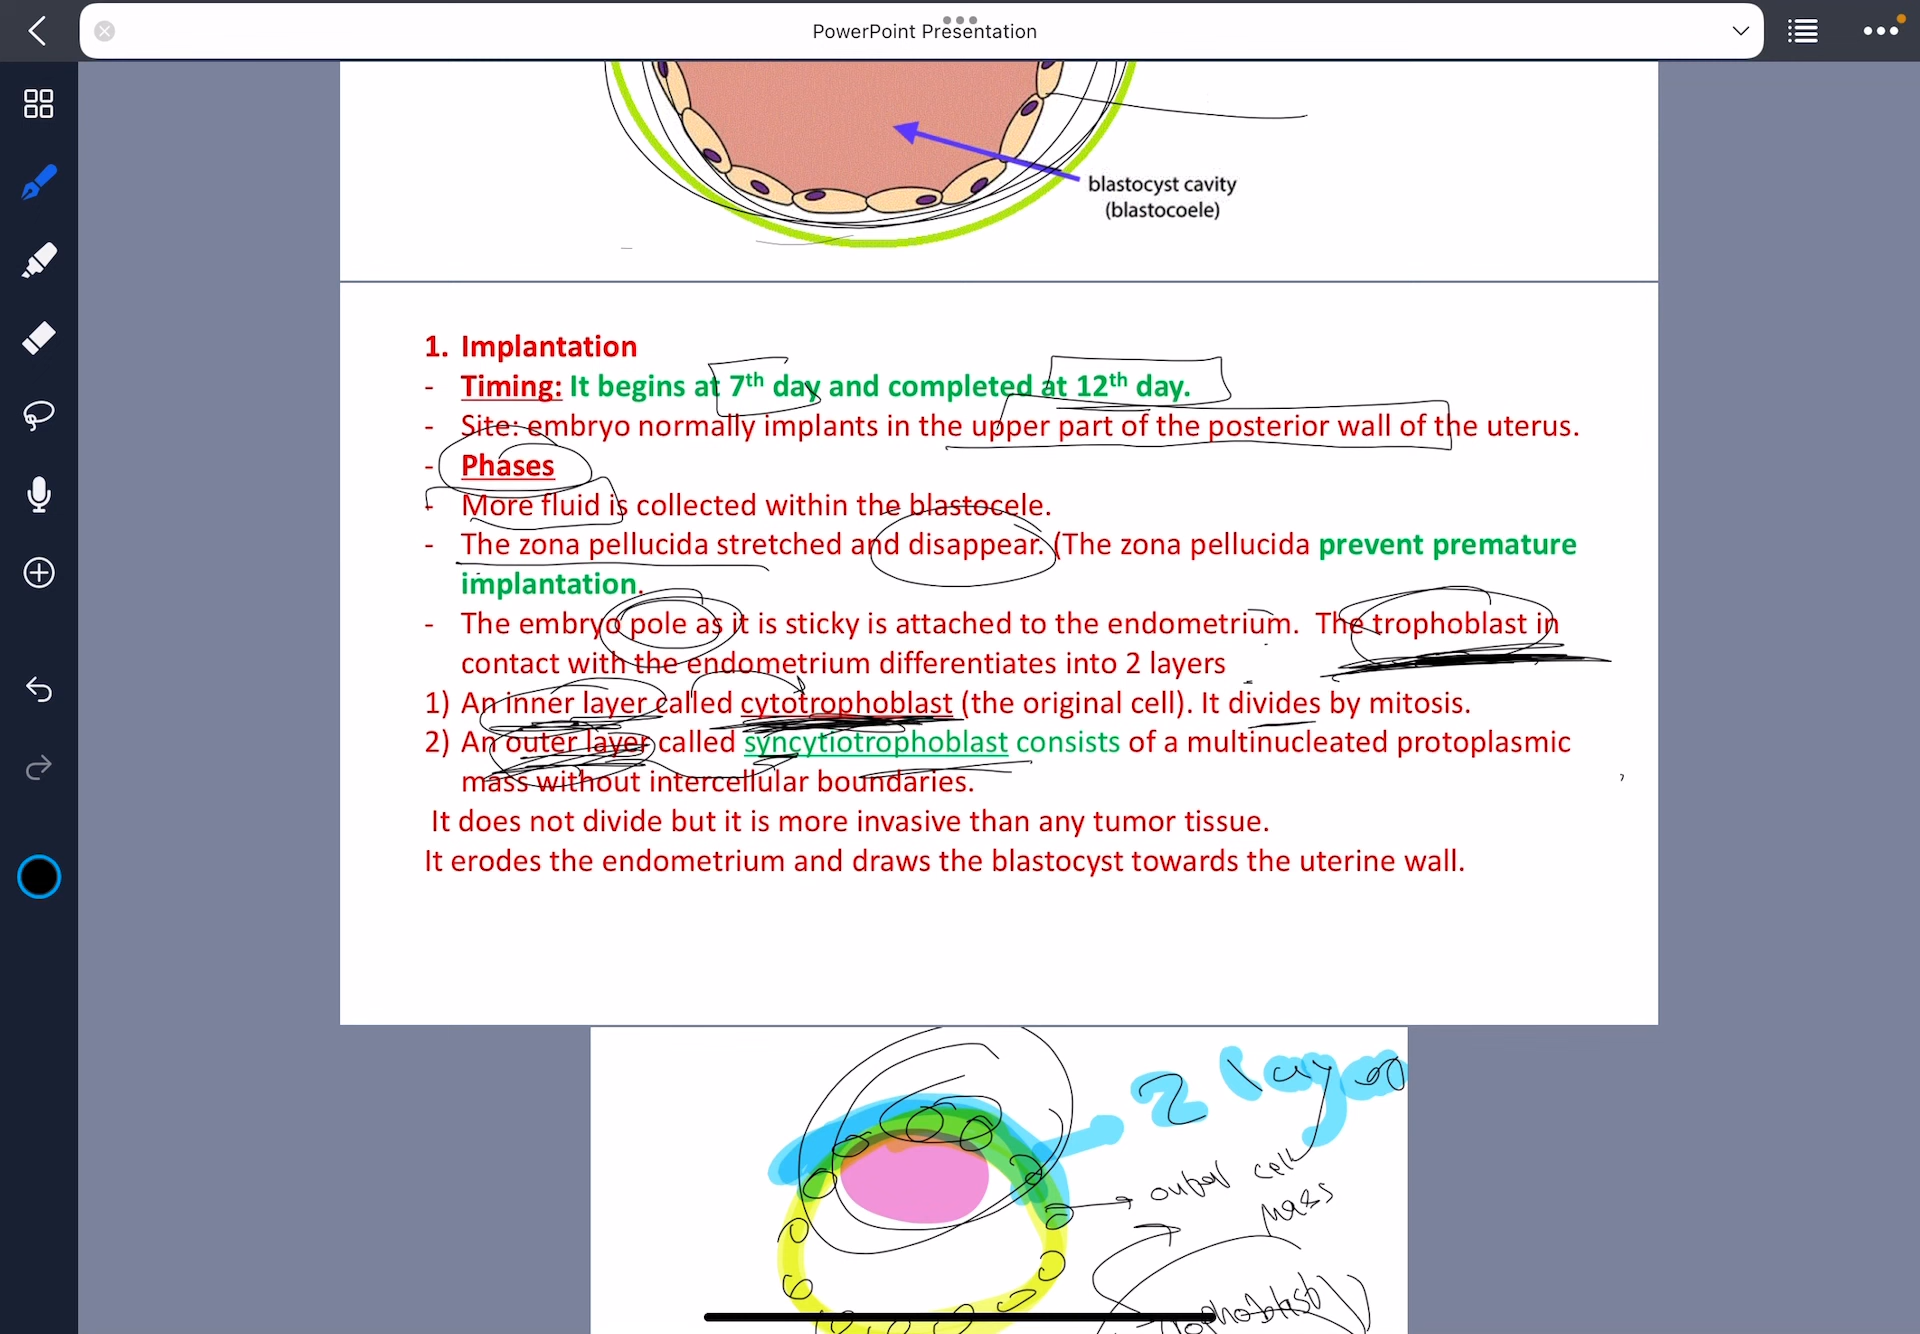 PowerPoint Presentation
blastocyst cavity
(blastocoele)
1. Implantation
- Timing: It begins at 7th day and completed at 12th day.
- Site: embryo normally implants in the upper part of the posterior wall of the uterus.
- Phases
- More fluid is collected within the blastocele.
- The zona pellucida stretched and disappear. (The zona pellucida prevent premature
implantation.
- The embryo pole as it is sticky is attached to the endometrium. The trophoblast in
contact with the endometrium differentiates into 2 layers
1) An inner layer called cytotrophoblast (the original cell). It divides by mitosis.
2) An outer layer called syncytiotrophoblast consists of a multinucleated protoplasmic
mass without intercellular boundaries.
It does not divide but it is more invasive than any tumor tissue.
It erodes the endometrium and draws the blastocyst towards the uterine wall.
2 layer
outer cell
mass